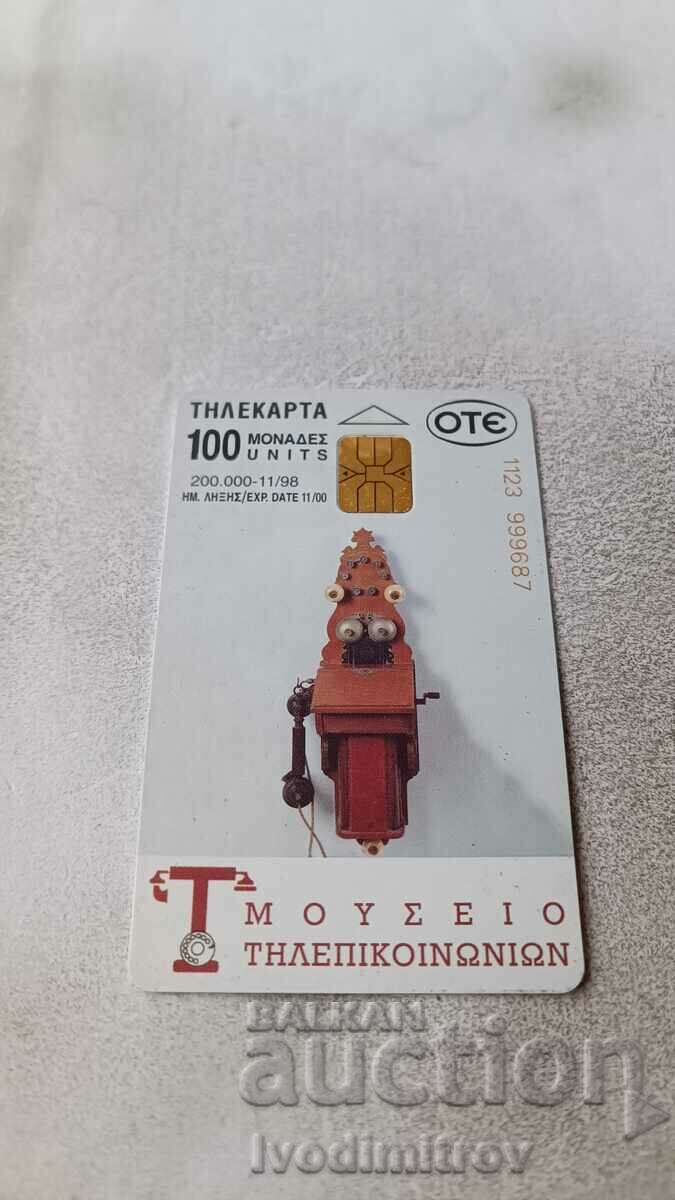 ΤΗΛΕΚΑΡΤΑ
100 ΜΟΝΑΔΕΣ
UNITS
200.000-11/98
ΗΜ. ΛΗΞΗΣ/EXP. DATE 11/00
ΟΤΕ
1123 999687
ΜΟΥΣΕΙΟ
ΤΗΛΕΠΙΚΟΙΝΩΝΙΩΝ
BALKAN
auction
Ivodimitrov